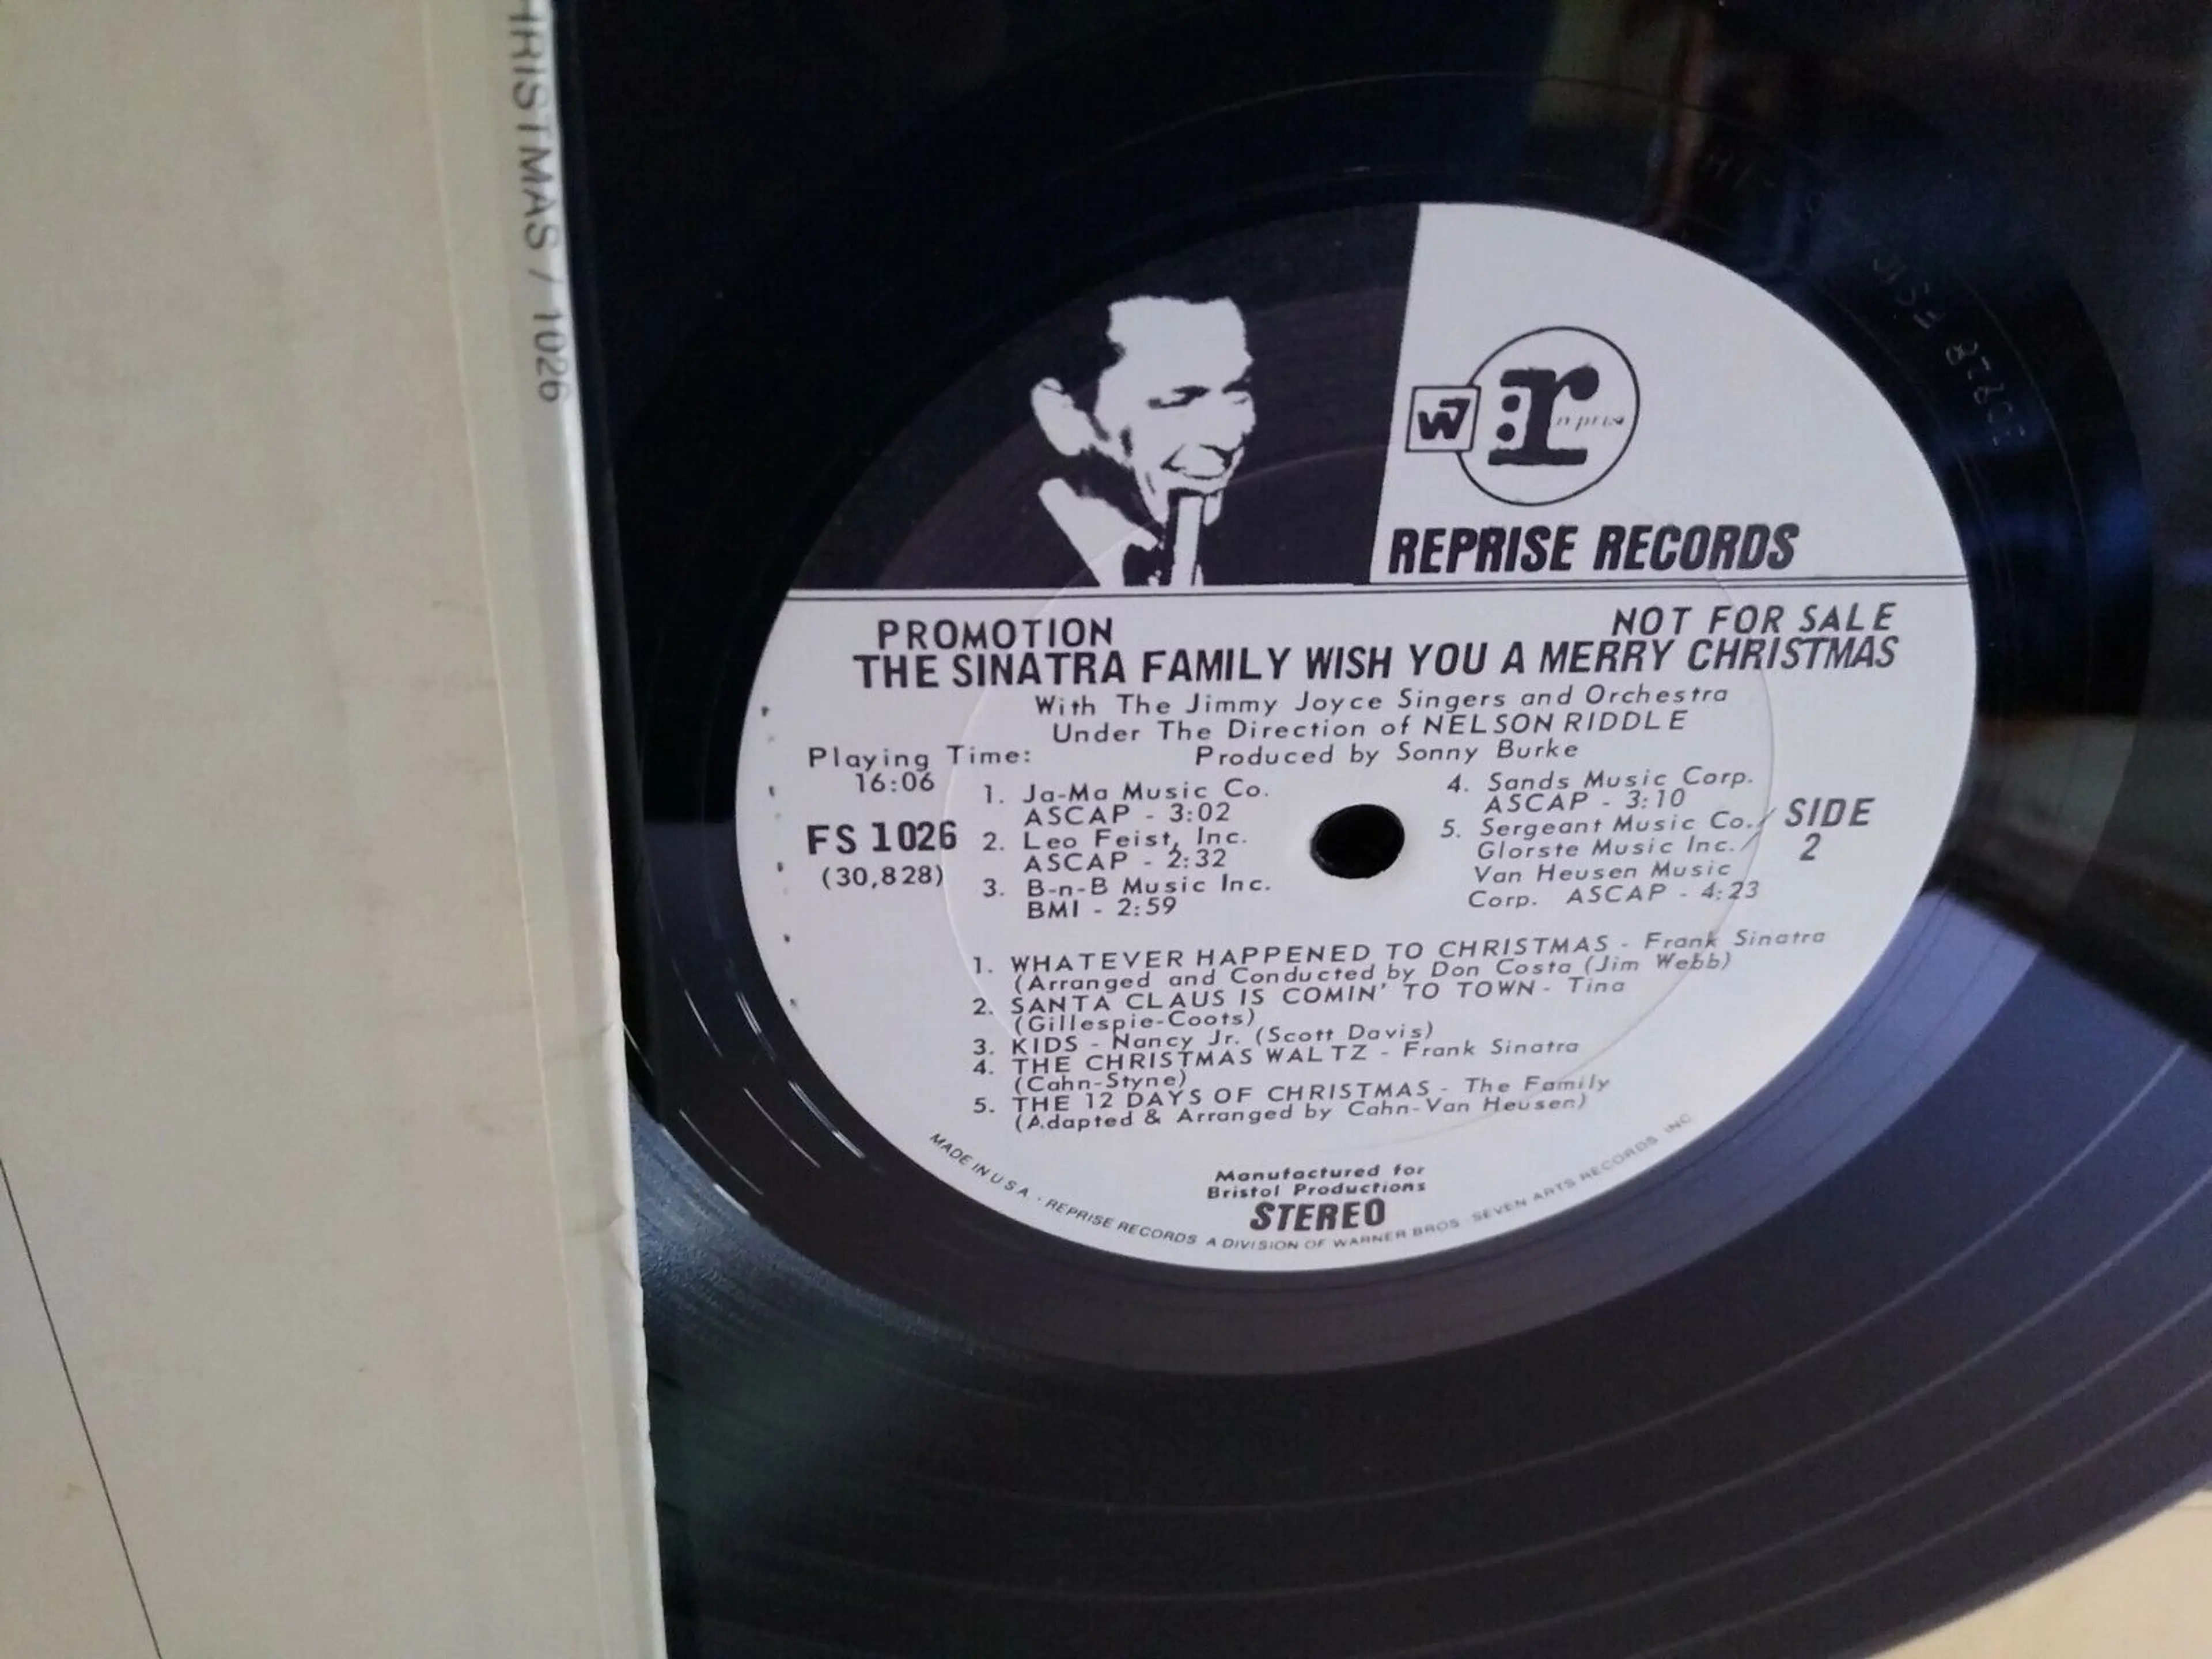 HRISTMAS / 1026
W7
r:
reprise
REPRISE RECORDS
PROMOTION
NOT FOR SALE
THE SINATRA FAMILY WISH YOU A MERRY CHRISTMAS
With The Jimmy Joyce Singers and Orchestra
Under The Direction of NELSON RIDDLE
Produced by Sonny Burke
Playing Time:
16:06
FS 1026
(30,828)
1. Ja-Ma Music Co.
ASCAP - 3:02
2. Leo Feist, Inc.
ASCAP - 2:32
3. B-n-B Music Inc.
BMI - 2:59
4. Sands Music Corp.
ASCAP - 3:10
5. Sergeant Music Co./
Glorste Music Inc./
Van Heusen Music
Corp. ASCAP - 4:23
SIDE
2
1. WHATEVER HAPPENED TO CHRISTMAS - Frank Sinatra
(Arranged and Conducted by Don Costa (Jim Webb)
2. SANTA CLAUS IS COMIN' TO TOWN - Tina
(Gillespie-Coots)
3. KIDS - Nancy Jr. (Scott Davis)
4. THE CHRISTMAS WALTZ - Frank Sinatra
(Cahn-Styne)
5. THE 12 DAYS OF CHRISTMAS - The Family
(Adapted & Arranged by Cahn-Van Heusen)
Manufactured for
Bristol Productions
STEREO
MADE IN U S A · REPRISE RECORDS A DIVISION OF WARNER BROS. SEVEN ARTS RECORDS INC